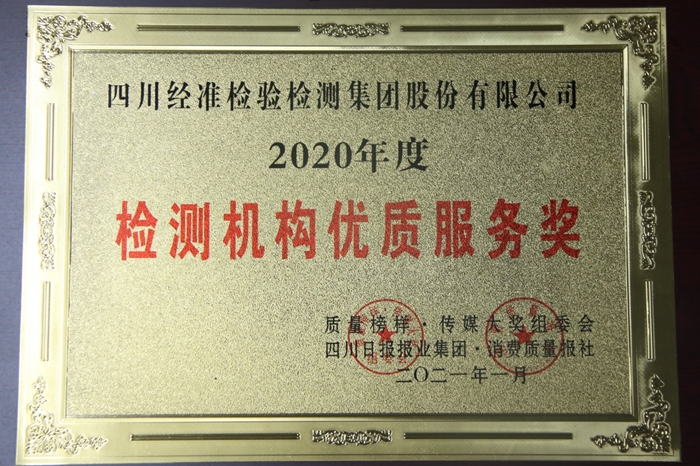 四川经准检验检测集团股份有限公司
2020年度
检测机构优质服务奖
质量榜样·传媒大奖组委会
四川日报报业集团·消费质量报社
二〇二一年一月